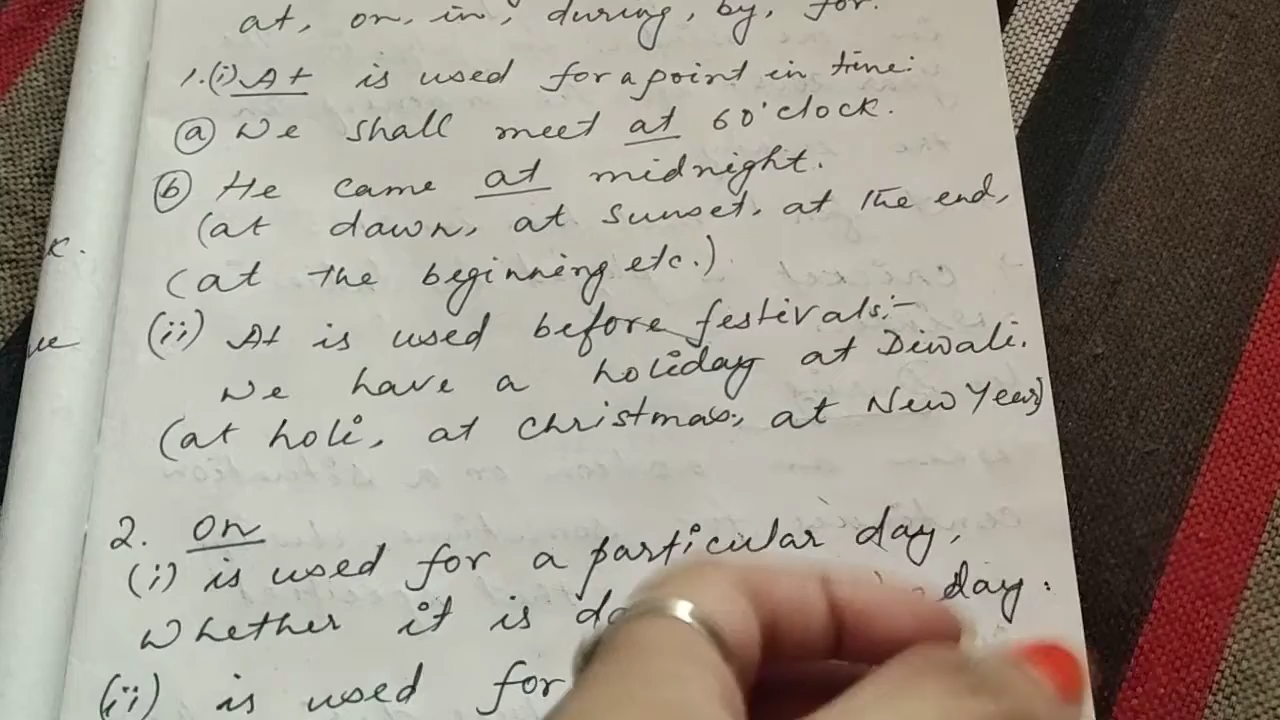 at, on, in, during, by, for.
1.(i) At is used for a point in time:
(a) We shall meet at 6 o'clock.
(b) He came at midnight.
(at dawn, at sunset, at the end,
(at the beginning etc.)
(ii) At is used before festivals:-
We have a holiday at Diwali.
(at holi, at christmas, at New Year)
2. on
(i) is used for a particular day,
Whether it is day:
(ii) is used for